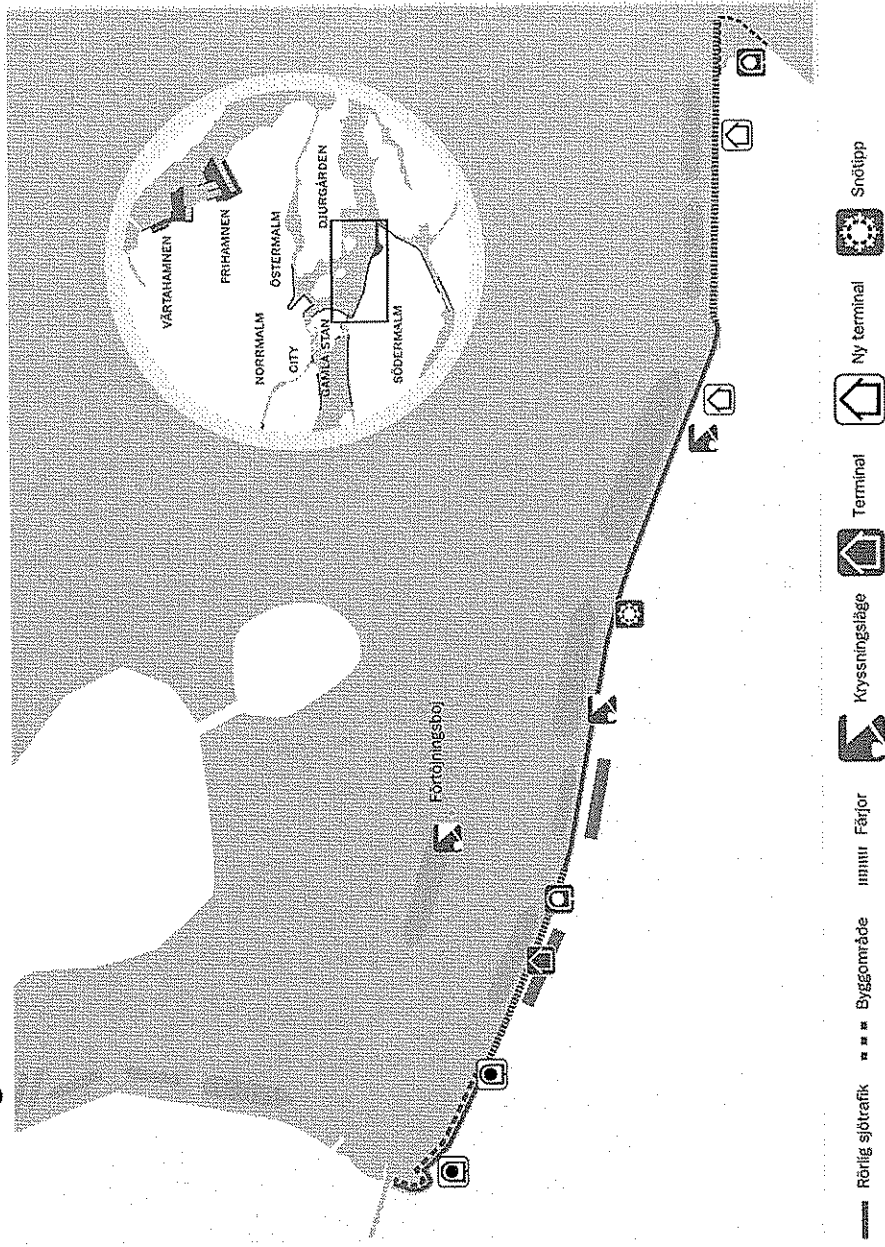 VÄRTAHAMNEN
FRIHAMNEN
NORRMALM
ÖSTERMALM
CITY
DJURGÅRDEN
GAMLA STAN
SÖDERMALM
Förtöjningsboj
Rörlig sjötrafik Byggområde Färjor Kryssningsläge Terminal Ny terminal Snötipp